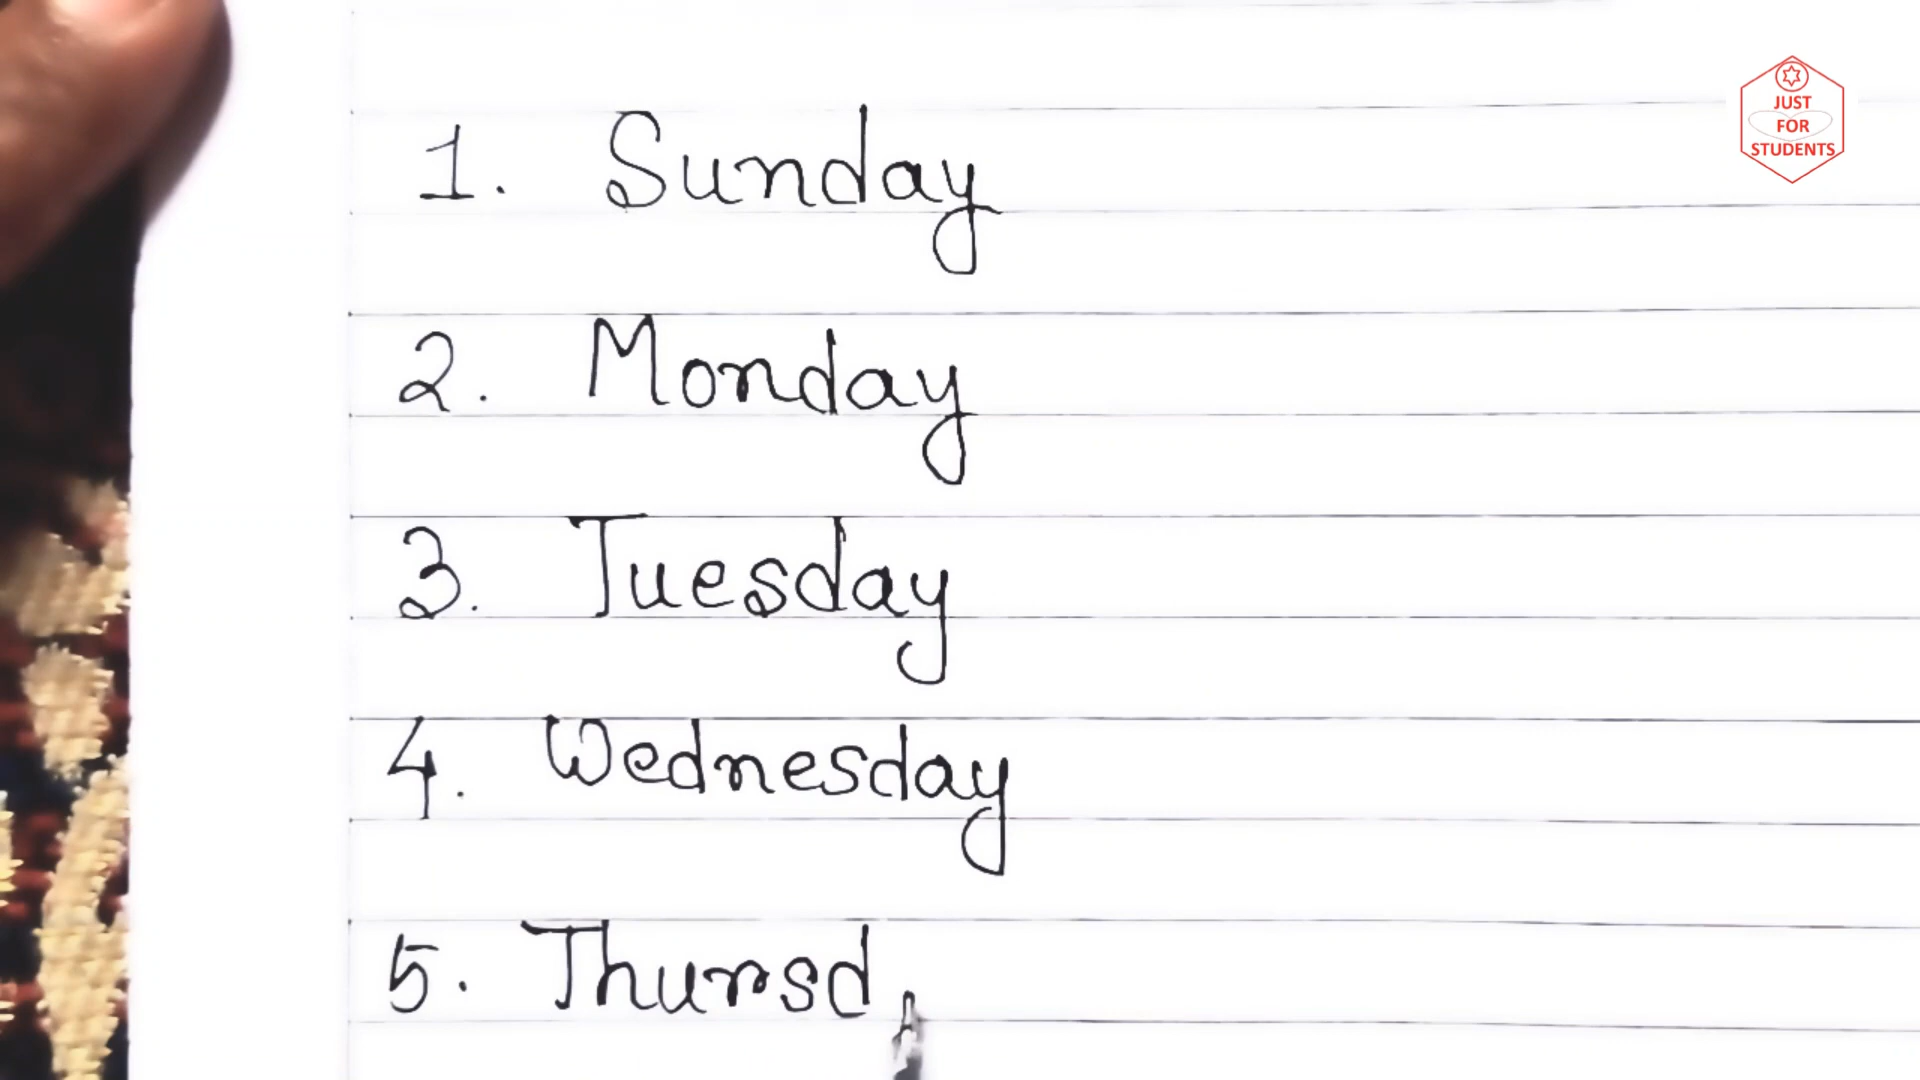 1. Sunday
2. Monday
3. Tuesday
4. Wednesday
5. Thursd
JUST
FOR
STUDENTS